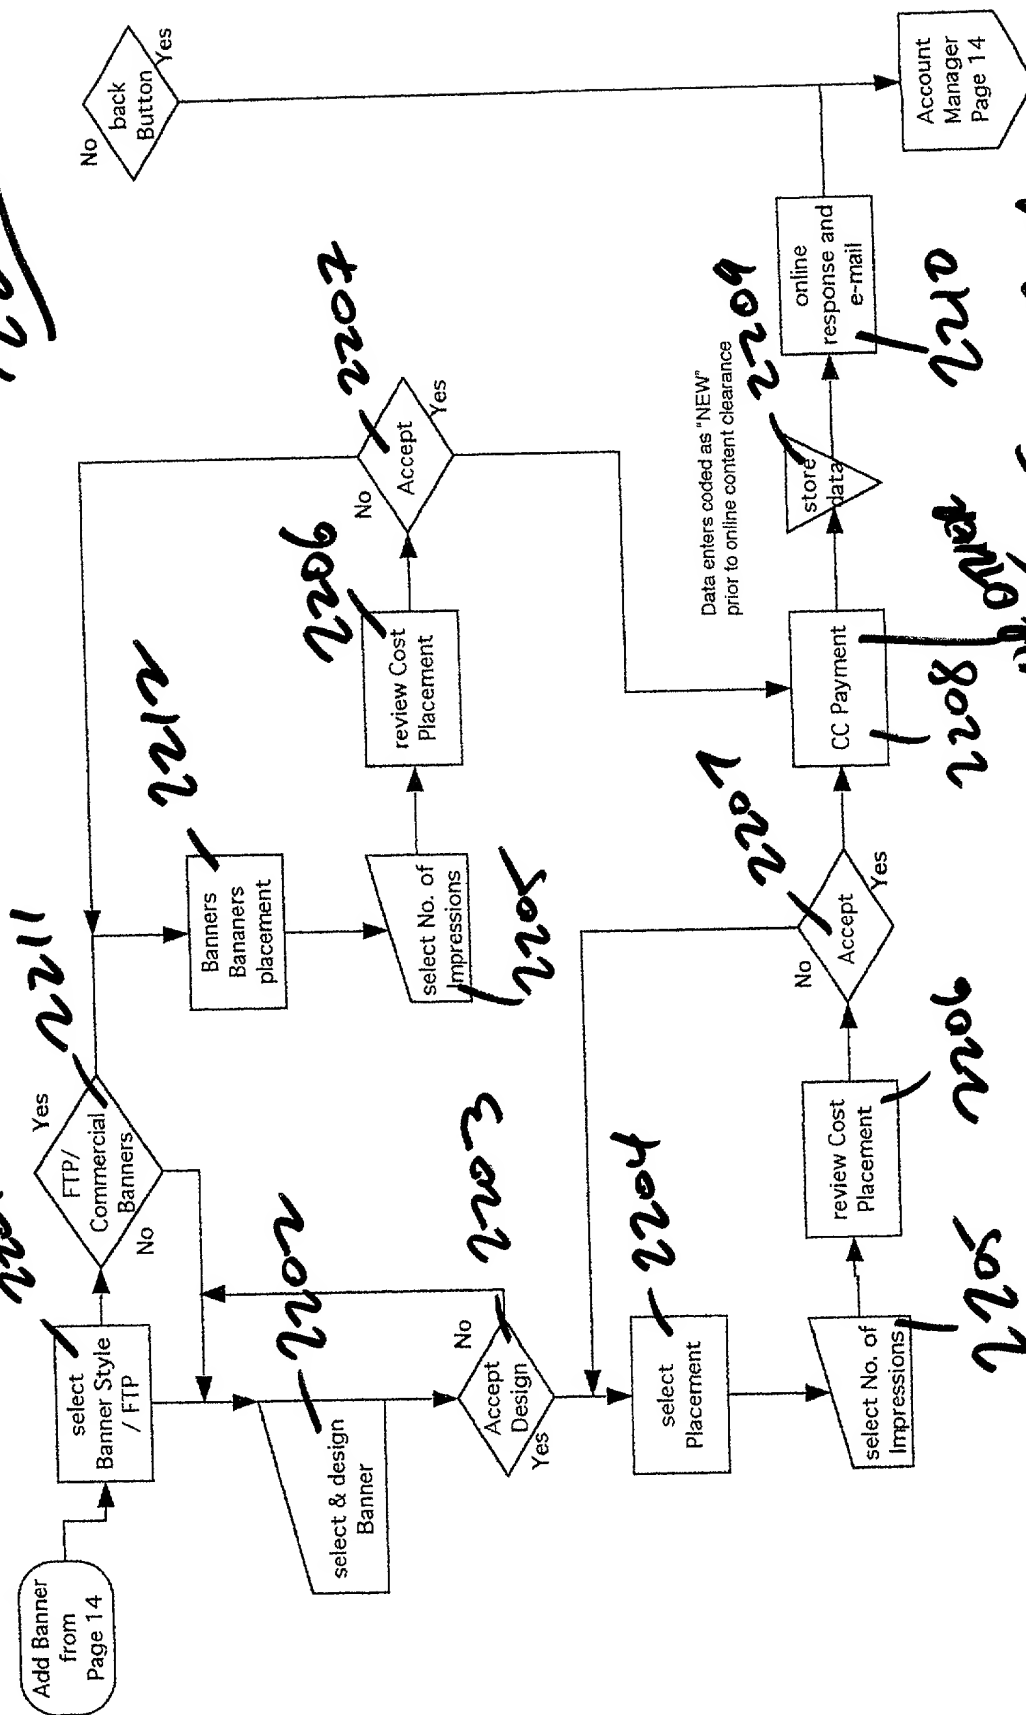 Add Banner
from
Page 14
select
Banner Style
/ FTP
FTP/
Commercial
Banners
Yes
No
2211
Banners
Bananers
placement
2212
select No. of
Impressions
2205
review Cost
Placement
2206
Accept
No
Yes
2207
back
Button
No
Yes
select & design
Banner
2202
Accept
Design
No
Yes
2203
select
Placement
2204
select No. of
Impressions
2205
review Cost
Placement
2206
Accept
No
Yes
2207
CC Payment
2208
Data enters coded as "NEW"
prior to online content clearance
store
data
2209
online
response and
e-mail
2210
Account
Manager
Page 14